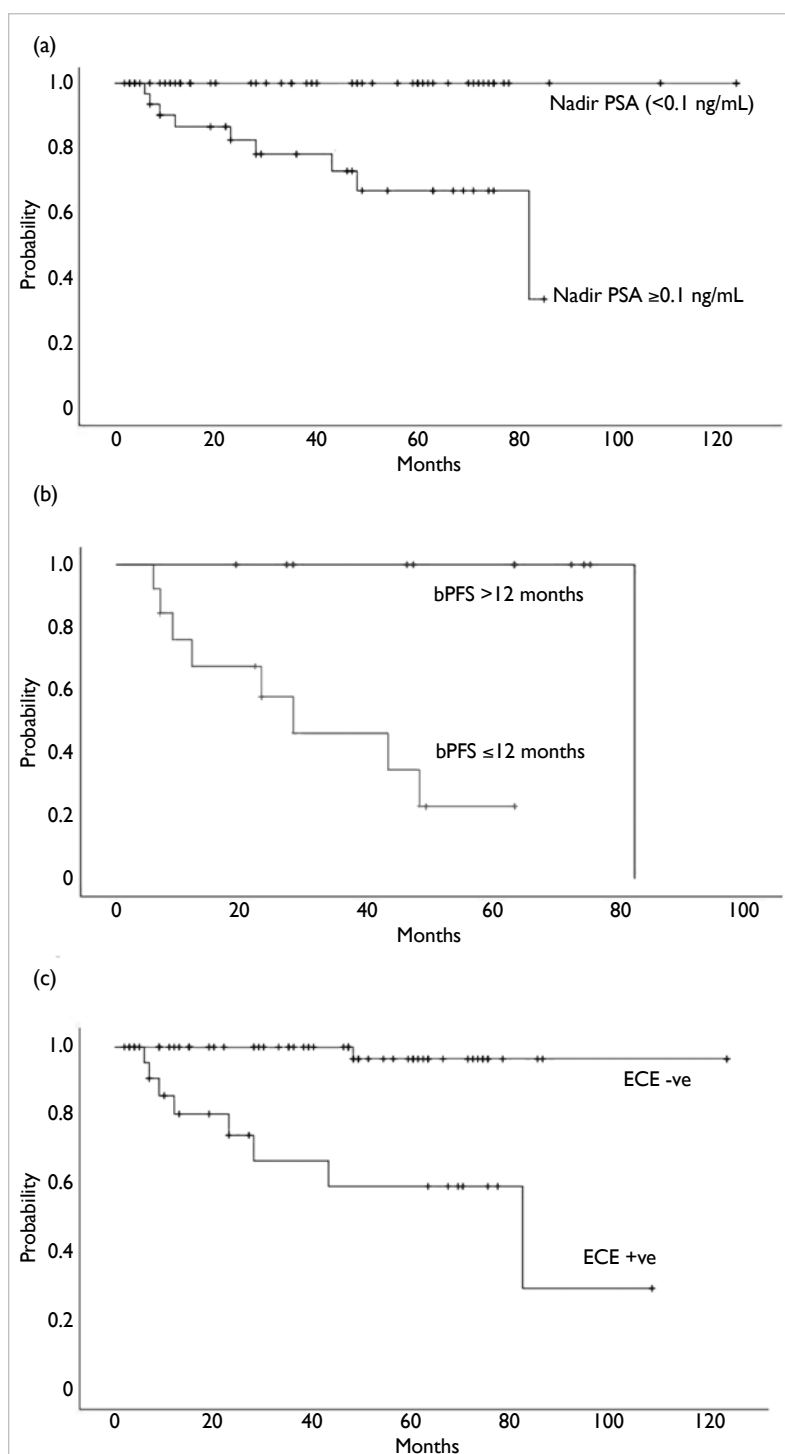 (a)
1.0
Nadir PSA (<0.1 ng/mL)
0.8
0.6
Probability
0.4
Nadir PSA ≥0.1 ng/mL
0.2
0
0 20 40 60 80 100 120
Months
(b)
1.0
bPFS >12 months
0.8
0.6
Probability
0.4
bPFS ≤12 months
0.2
0
0 20 40 60 80 100
Months
(c)
1.0
ECE -ve
0.8
0.6
Probability
0.4
ECE +ve
0.2
0
0 20 40 60 80 100 120
Months